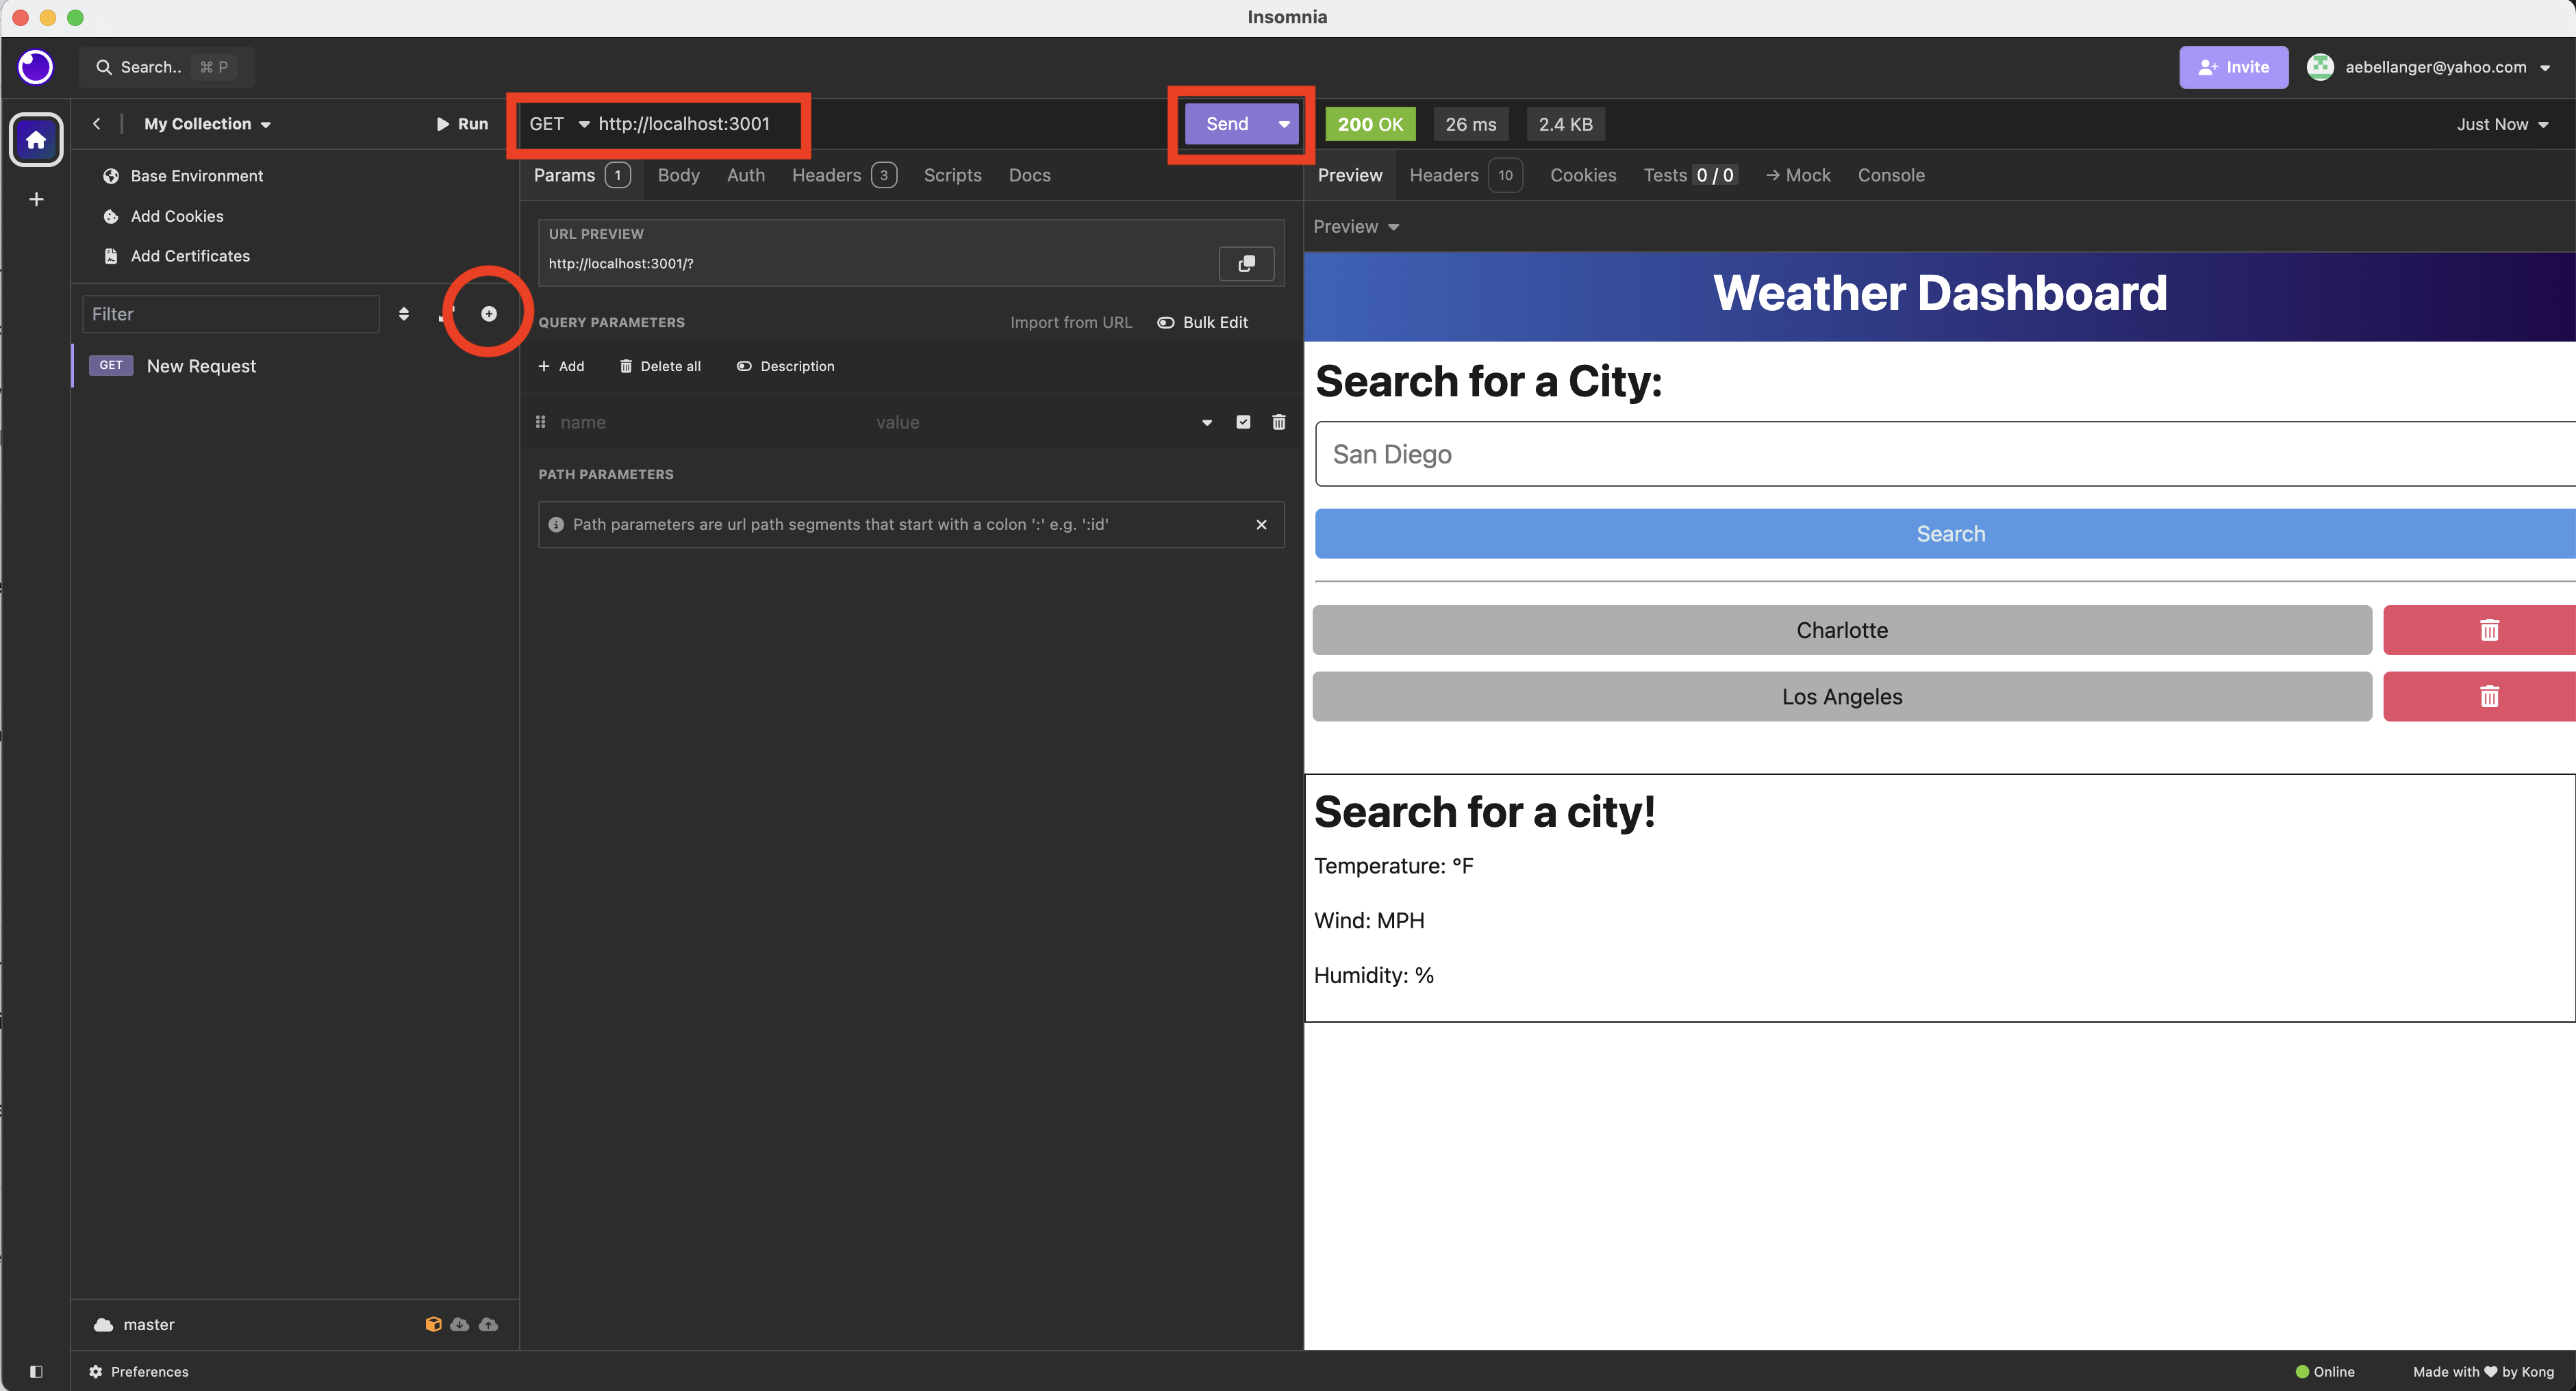 Insomnia
Search.. ⌘ P
Invite
aebellanger@yahoo.com
My Collection
Run
GET http://localhost:3001
Send
200 OK
26 ms
2.4 KB
Just Now
Base Environment
Add Cookies
Add Certificates
Filter
GET New Request
Params 1
Body
Auth
Headers 3
Scripts
Docs
URL PREVIEW
http://localhost:3001/?
QUERY PARAMETERS
Import from URL
Bulk Edit
+ Add
Delete all
Description
name
value
PATH PARAMETERS
Path parameters are url path segments that start with a colon ':' e.g. ':id'
Preview
Headers 10
Cookies
Tests 0 / 0
→ Mock
Console
Preview
Weather Dashboard
Search for a City:
San Diego
Search
Charlotte
Los Angeles
Search for a city!
Temperature: °F
Wind: MPH
Humidity: %
master
Preferences
Online
Made with ♥ by Kong